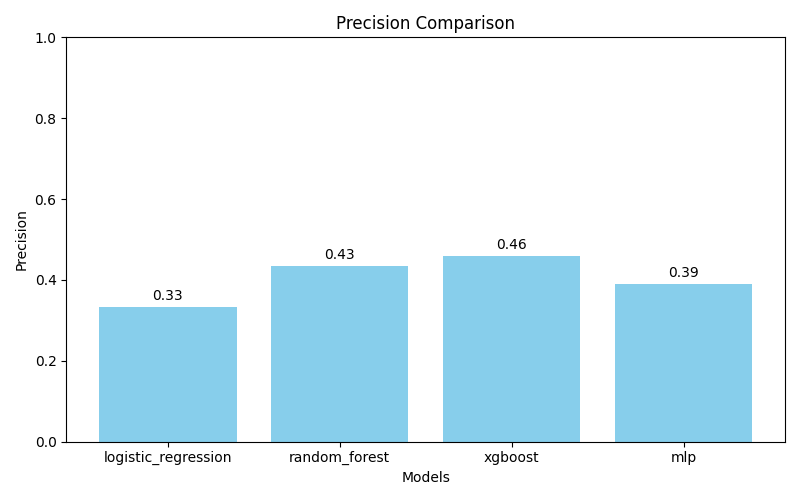 Precision Comparison
1.0
0.8
0.6
0.4
0.2
0.0
Precision
0.33
0.43
0.46
0.39
logistic_regression
random_forest
xgboost
mlp
Models